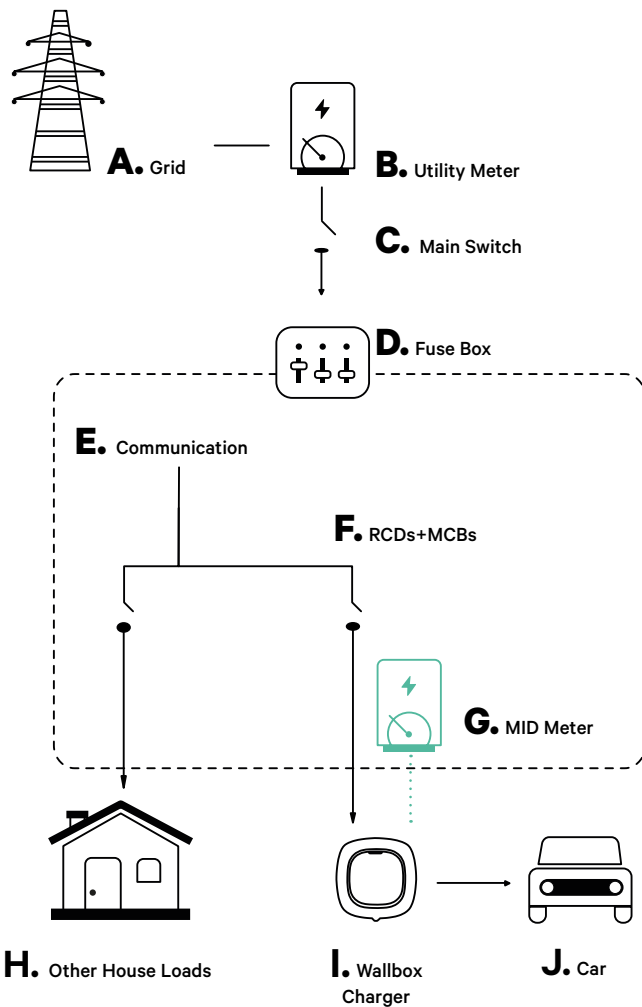 A. Grid
B. Utility Meter
C. Main Switch
D. Fuse Box
E. Communication
F. RCDs+MCBs
G. MID Meter
H. Other House Loads
I. Wallbox
Charger
J. Car